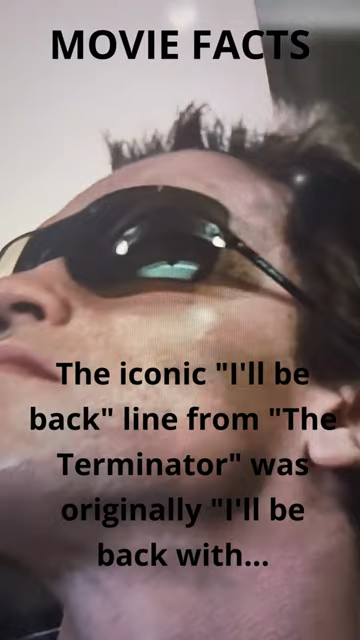 MOVIE FACTS
The iconic "I'll be
back" line from "The
Terminator" was
originally "I'll be
back with...